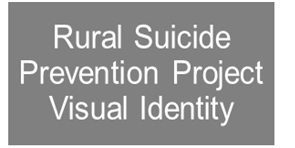 Rural Suicide
Prevention Project
Visual Identity